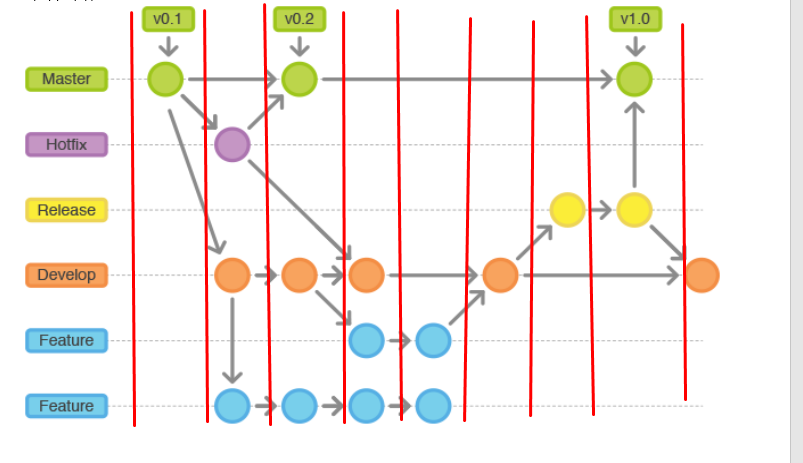 v0.1
v0.2
v1.0
Master
Hotfix
Release
Develop
Feature
Feature